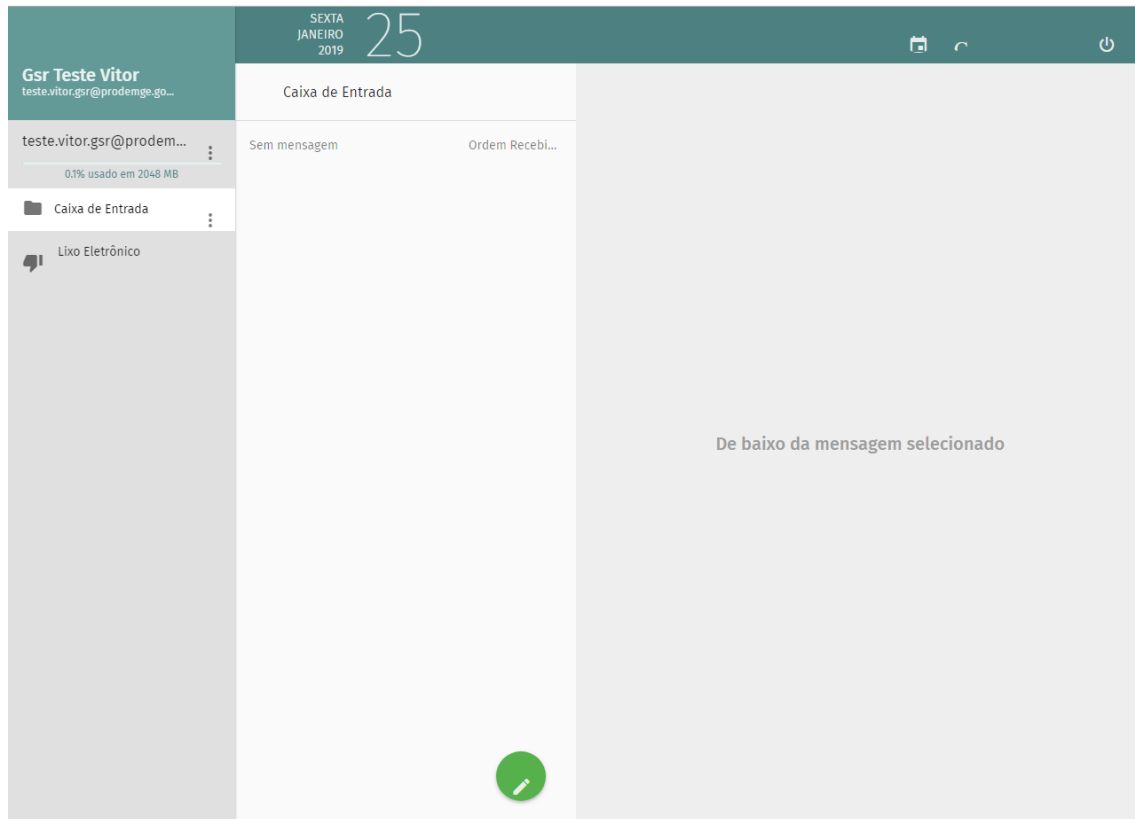 Gsr Teste Vitor
teste.vitor.gsr@prodemge.go...
teste.vitor.gsr@prodem...
0.1% usado em 2048 MB
Caixa de Entrada
Lixo Eletrônico
SEXTA
JANEIRO
2019
25
Caixa de Entrada
Sem mensagem Ordem Recebi...
De baixo da mensagem selecionado